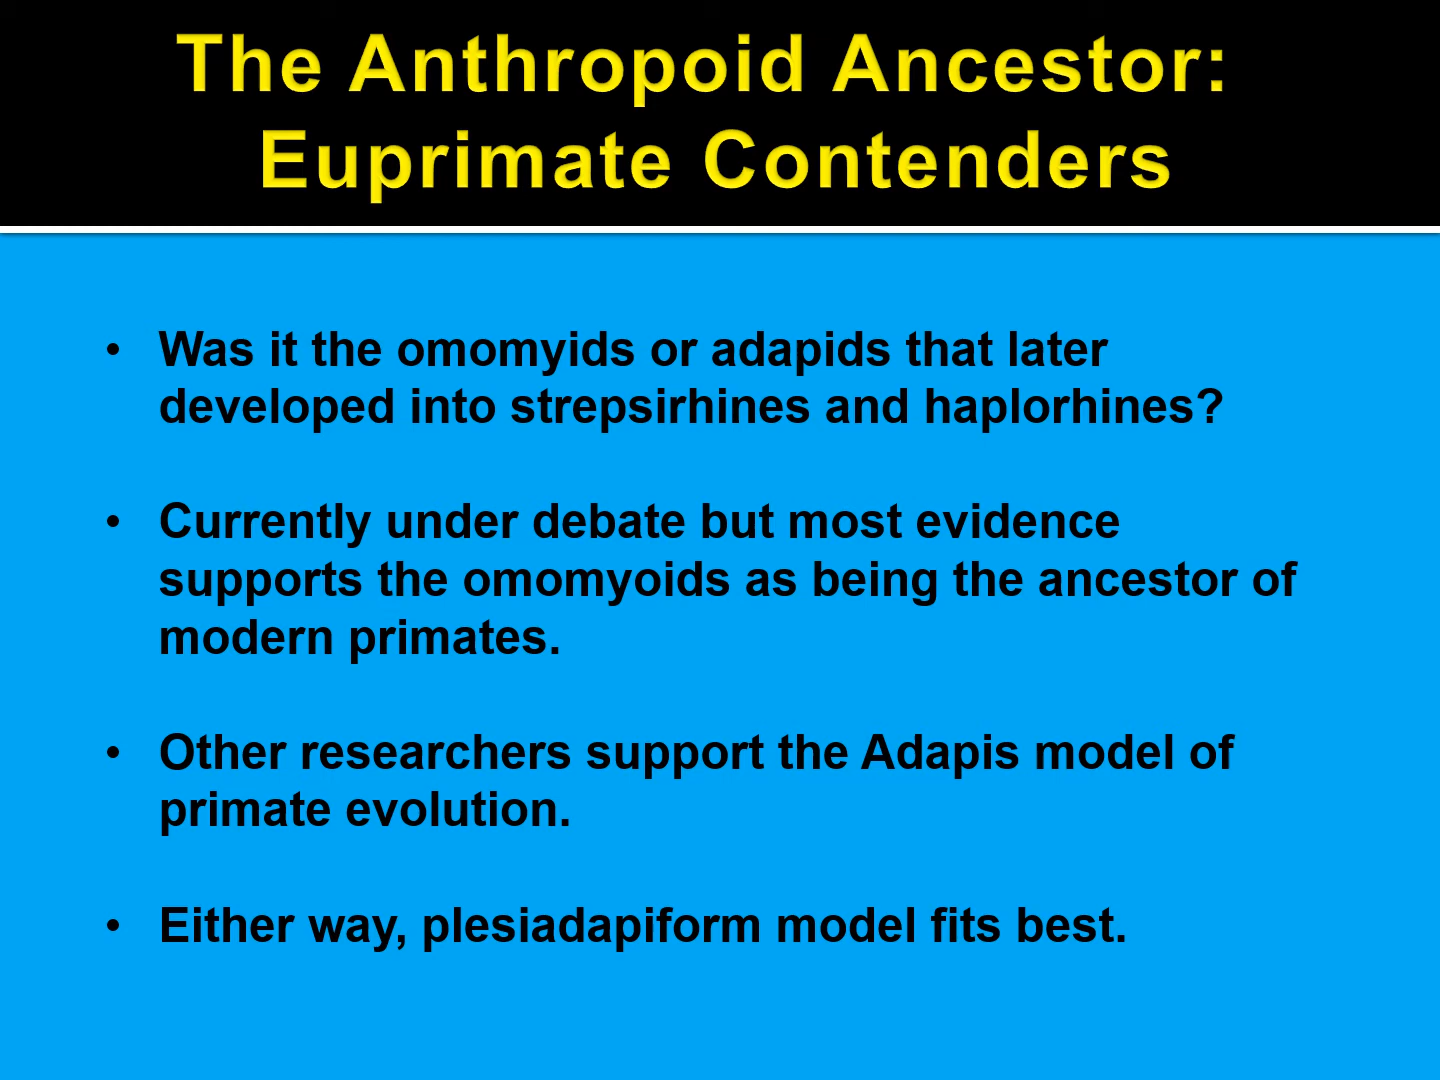 The Anthropoid Ancestor:
Euprimate Contenders
• Was it the omomyids or adapids that later
developed into strepsirhines and haplorhines?
• Currently under debate but most evidence
supports the omomyoids as being the ancestor of
modern primates.
• Other researchers support the Adapis model of
primate evolution.
• Either way, plesiadapiform model fits best.